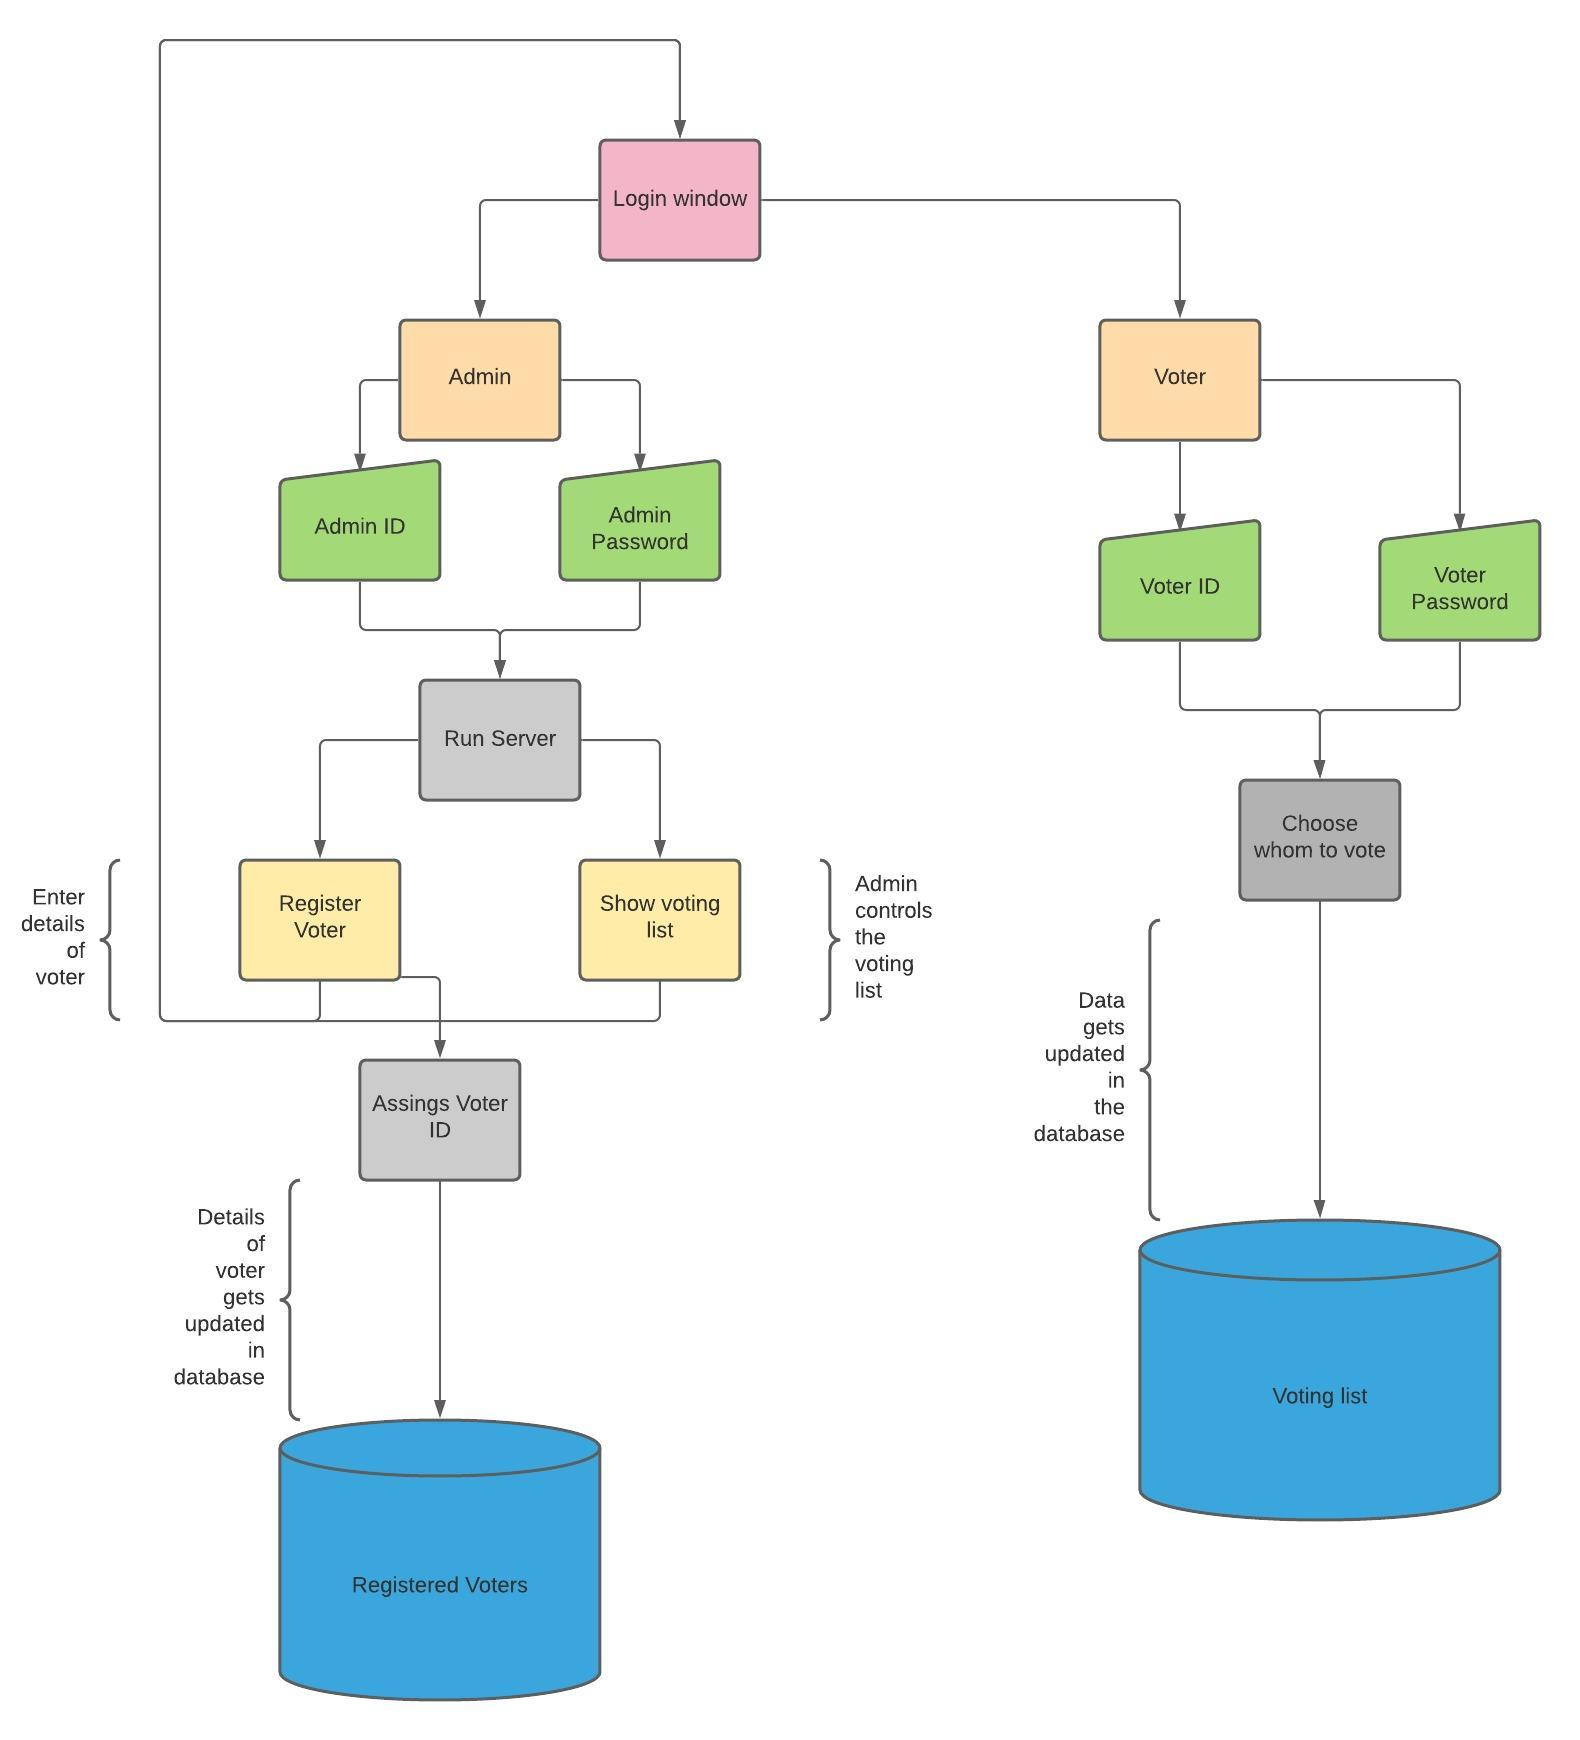 Login window
Admin
Voter
Admin ID
Admin
Password
Voter ID
Voter
Password
Run Server
Choose
whom to vote
Enter
details
of
voter
Register
Voter
Show voting
list
Admin
controls
the
voting
list
Data
gets
updated
in
the
database
Assings Voter
ID
Details
of
voter
gets
updated
in
database
Voting list
Registered Voters